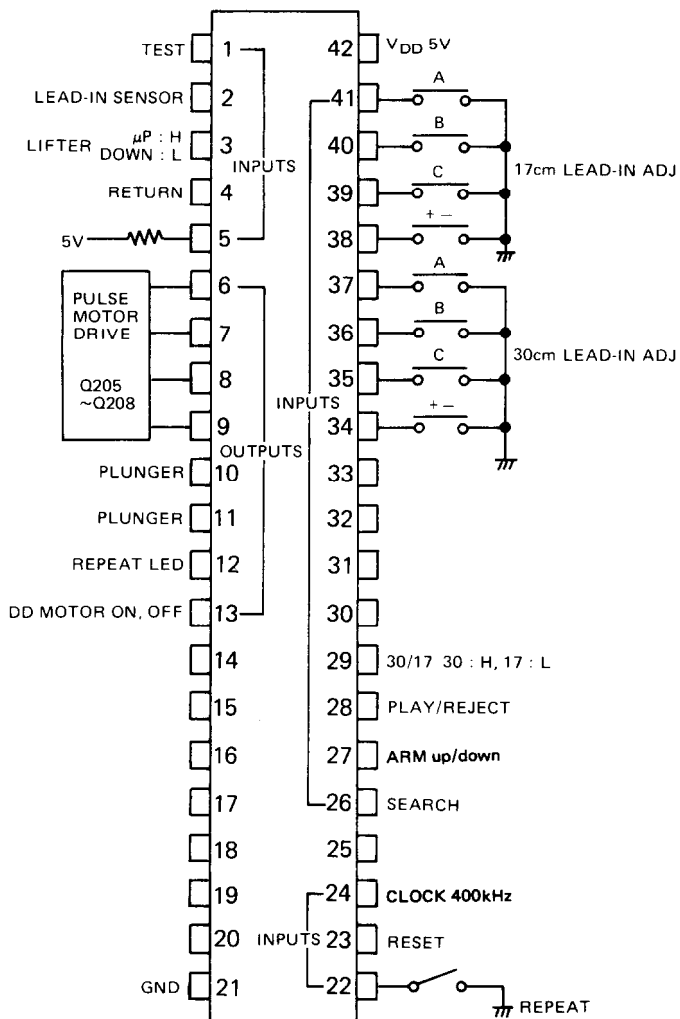 TEST 1 42 VDD 5V
A
LEAD-IN SENSOR 2 41
B
LIFTER μP : H 3 40
DOWN : L INPUTS 17cm LEAD-IN ADJ
C
RETURN 4 39
+ −
5V 5 38
A
6 37
PULSE
MOTOR
DRIVE
B
7 36
30cm LEAD-IN ADJ
C
Q205 8 35
~Q208 INPUTS
+ −
9 34
OUTPUTS
PLUNGER 10 33
PLUNGER 11 32
REPEAT LED 12 31
DD MOTOR ON, OFF 13 30
14 29 30/17 30 : H, 17 : L
15 28 PLAY/REJECT
16 27 ARM up/down
17 26 SEARCH
18 25
19 24 CLOCK 400kHz
20 INPUTS 23 RESET
GND 21 22
REPEAT